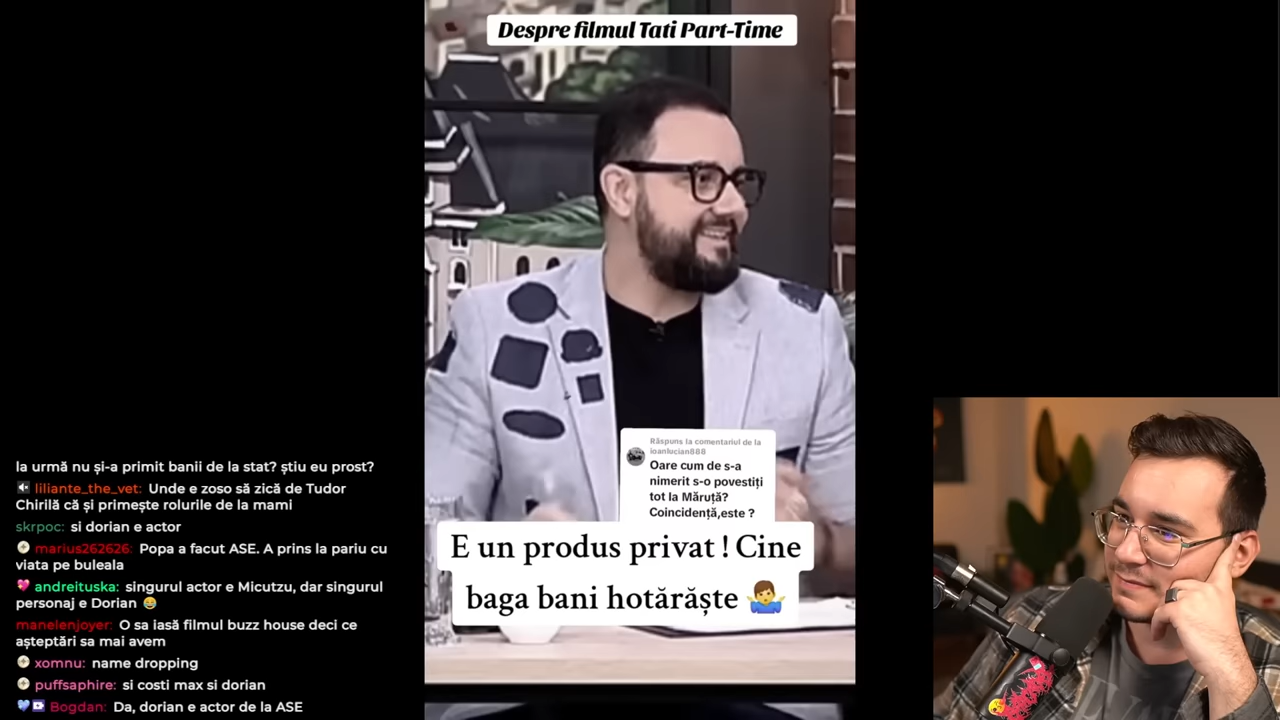 Despre filmul Tati Part-Time
Răspuns la comentariul de la
ioanlucian888
Oare cum de s-a
nimerit s-o povestiți
tot la Măruță?
Coincidență,este ?
E un produs privat ! Cine
baga bani hotărăște 🤷‍♂️
la urmă nu și-a primit banii de la stat? știu eu prost?
liliante_the_vet: Unde e zoso să zică de Tudor
Chirilă că și primește rolurile de la mami
skrpoc: si dorian e actor
marius262626: Popa a facut ASE. A prins la pariu cu
viata pe buleala
andreituska: singurul actor e Micutzu, dar singurul
personaj e Dorian 😂
manelenjoyer: O sa iasă filmul buzz house deci ce
așteptări sa mai avem
xomnu: name dropping
puffsaphire: si costi max si dorian
Bogdan: Da, dorian e actor de la ASE